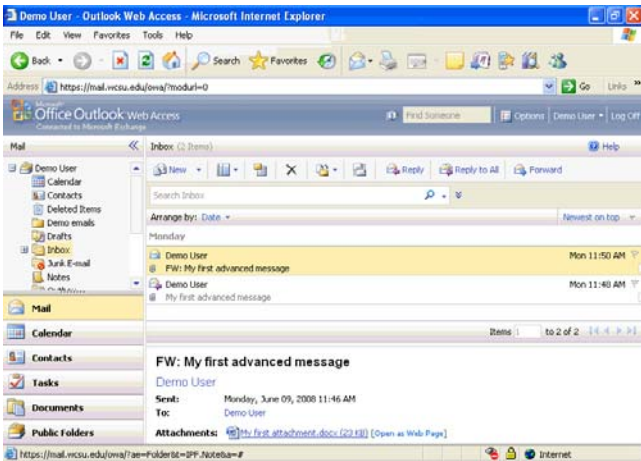 Demo User - Outlook Web Access - Microsoft Internet Explorer
File Edit View Favorites Tools Help
Back Search Favorites
Address https://mail.wcsu.edu/owa/?modurl=0 Go Links »
Microsoft
Office Outlook Web Access Find Someone Options Demo User Log Off
Connected to Microsoft Exchange
Mail Inbox (2 Items) Help
Demo User
Calendar
Contacts
Deleted Items
Demo emails
Drafts
Inbox
Junk E-mail
Notes
New Reply Reply to All Forward
Search Inbox
Arrange by: Date Newest on top
Monday
Demo User Mon 11:50 AM
FW: My first advanced message
Demo User Mon 11:48 AM
My first advanced message
Items 1 to 2 of 2
Mail
Calendar
Contacts
Tasks
Documents
Public Folders
FW: My first advanced message
Demo User
Sent: Monday, June 09, 2008 11:46 AM
To: Demo User
Attachments: My first attachment.docx (23 KB) [Open as Web Page]
https://mail.wcsu.edu/owa/?ae=Folder&t=IPF.Note&a=# Internet